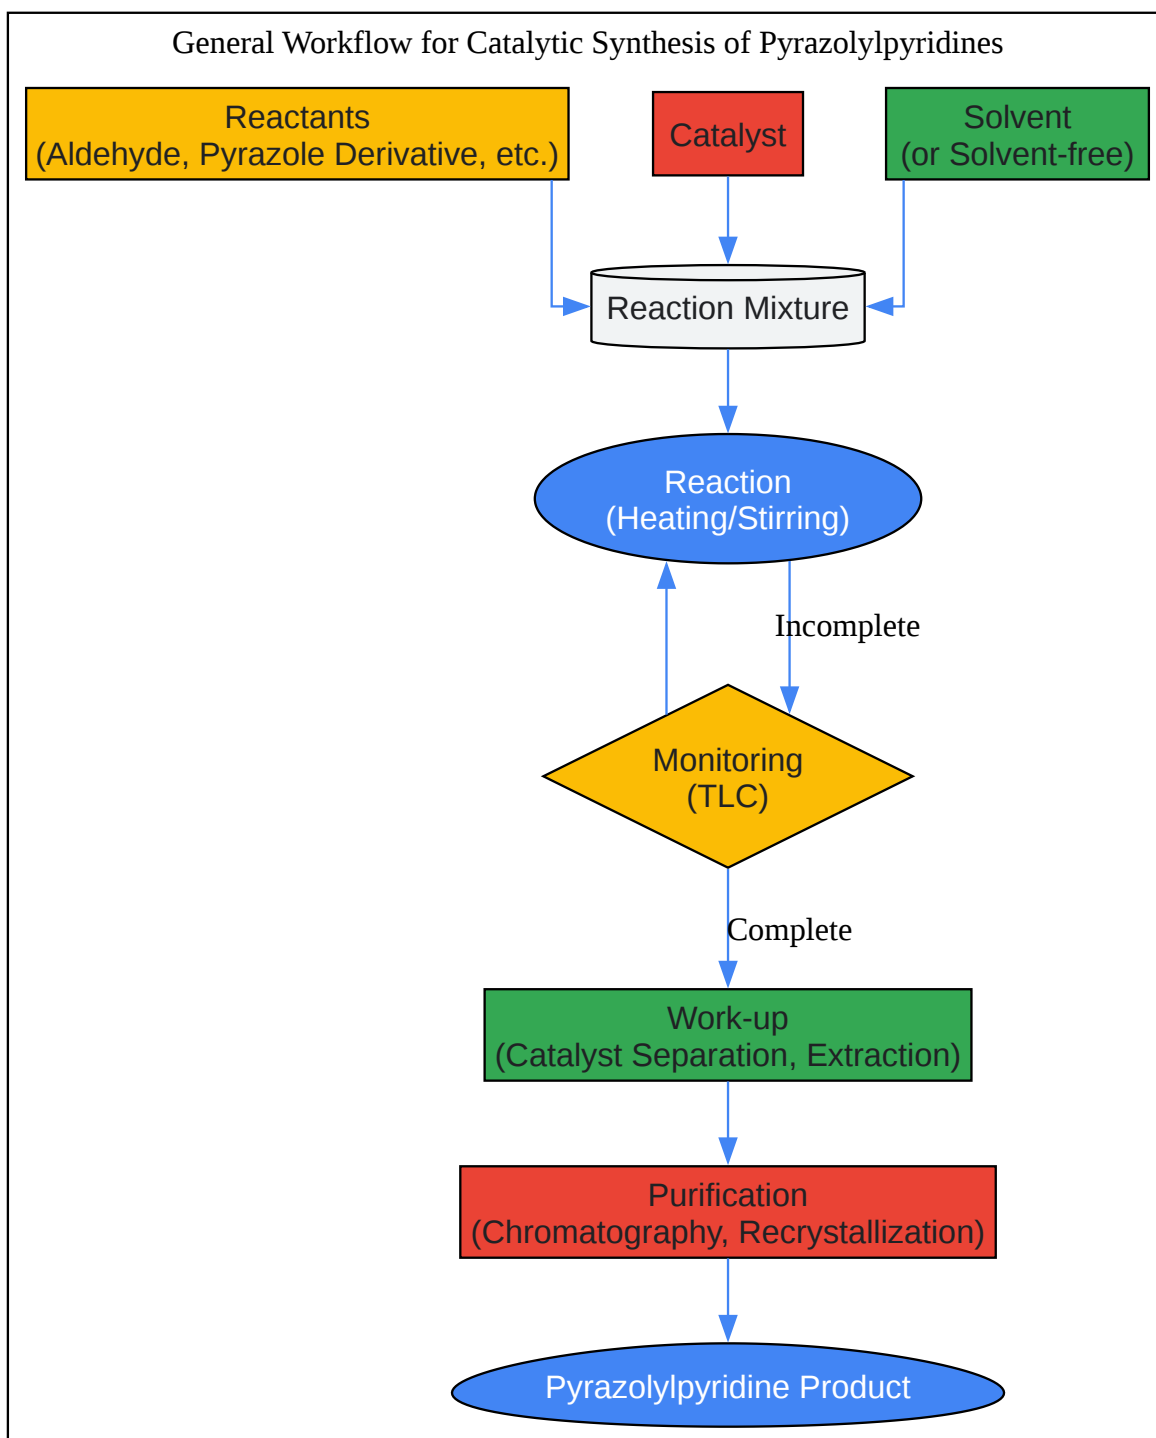 General Workflow for Catalytic Synthesis of Pyrazolylpyridines
Reactants
(Aldehyde, Pyrazole Derivative, etc.)
Catalyst
Solvent
(or Solvent-free)
Reaction Mixture
Reaction
(Heating/Stirring)
Incomplete
Monitoring
(TLC)
Complete
Work-up
(Catalyst Separation, Extraction)
Purification
(Chromatography, Recrystallization)
Pyrazolylpyridine Product